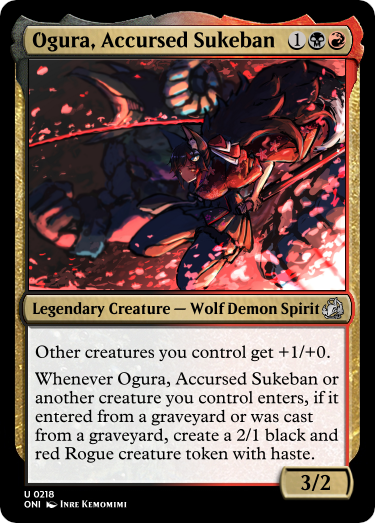 Ogura, Accursed Sukeban 1
Legendary Creature — Wolf Demon Spirit
Other creatures you control get +1/+0.
Whenever Ogura, Accursed Sukeban or
another creature you control enters, if it
entered from a graveyard or was cast
from a graveyard, create a 2/1 black and
red Rogue creature token with haste.
3/2
U 0218
ONI Inre Kemomimi